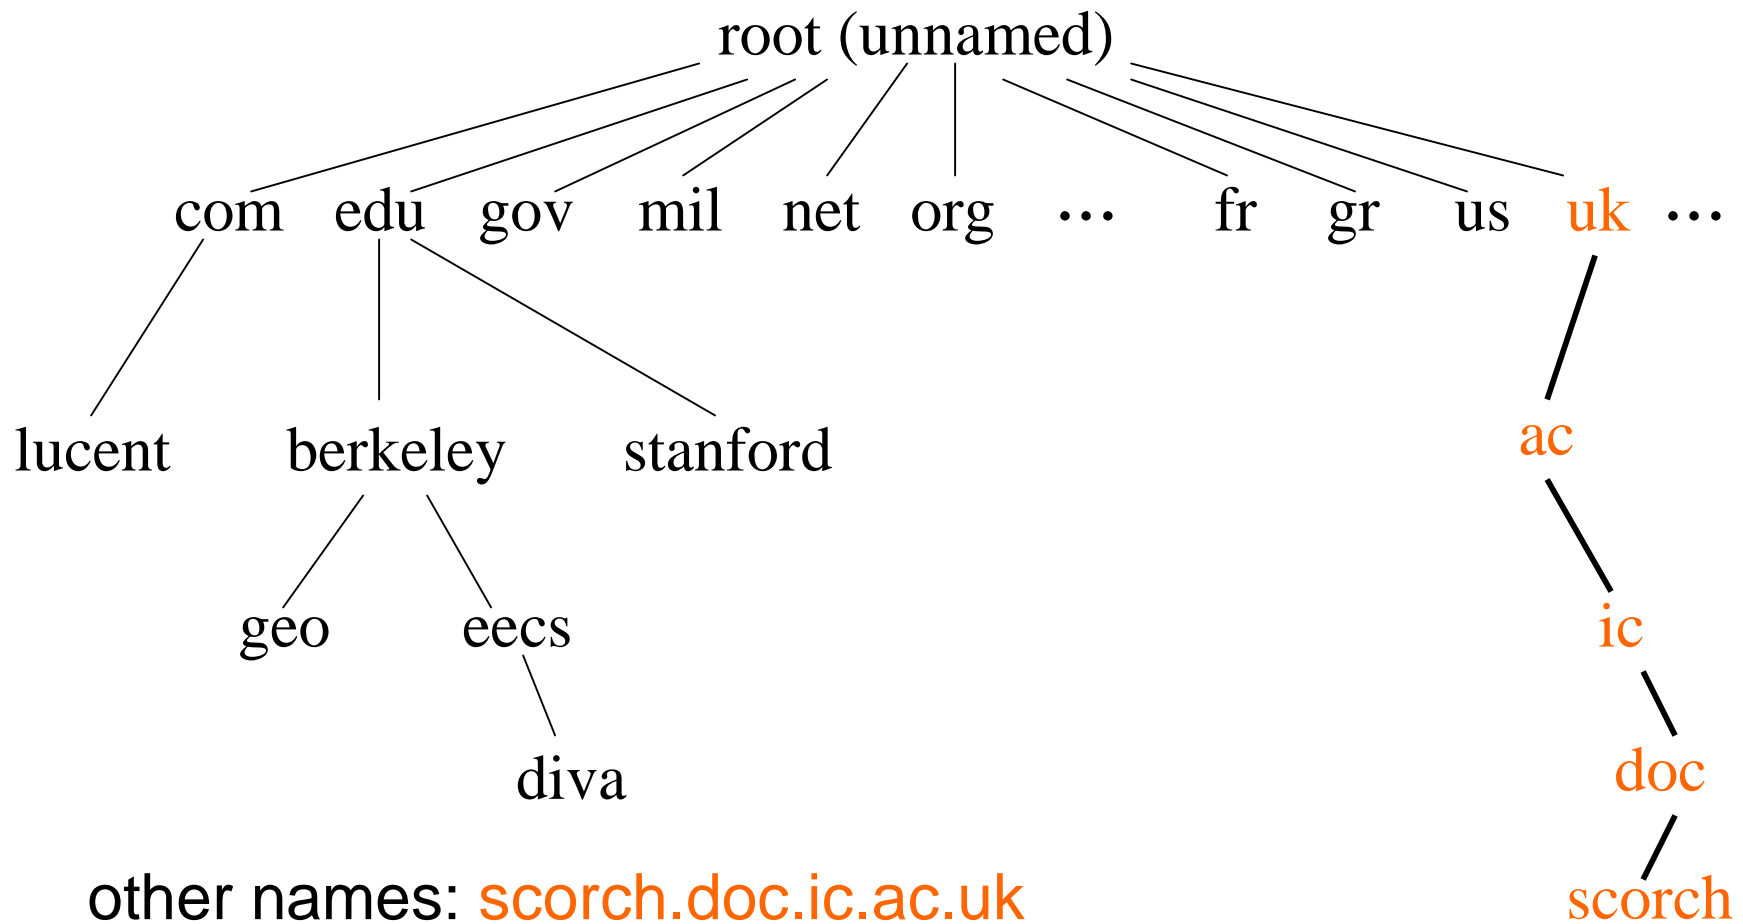 root (unnamed)
com edu gov mil net org ... fr gr us uk ...
lucent berkeley stanford ac
geo eecs ic
diva doc
other names: scorch.doc.ic.ac.uk scorch